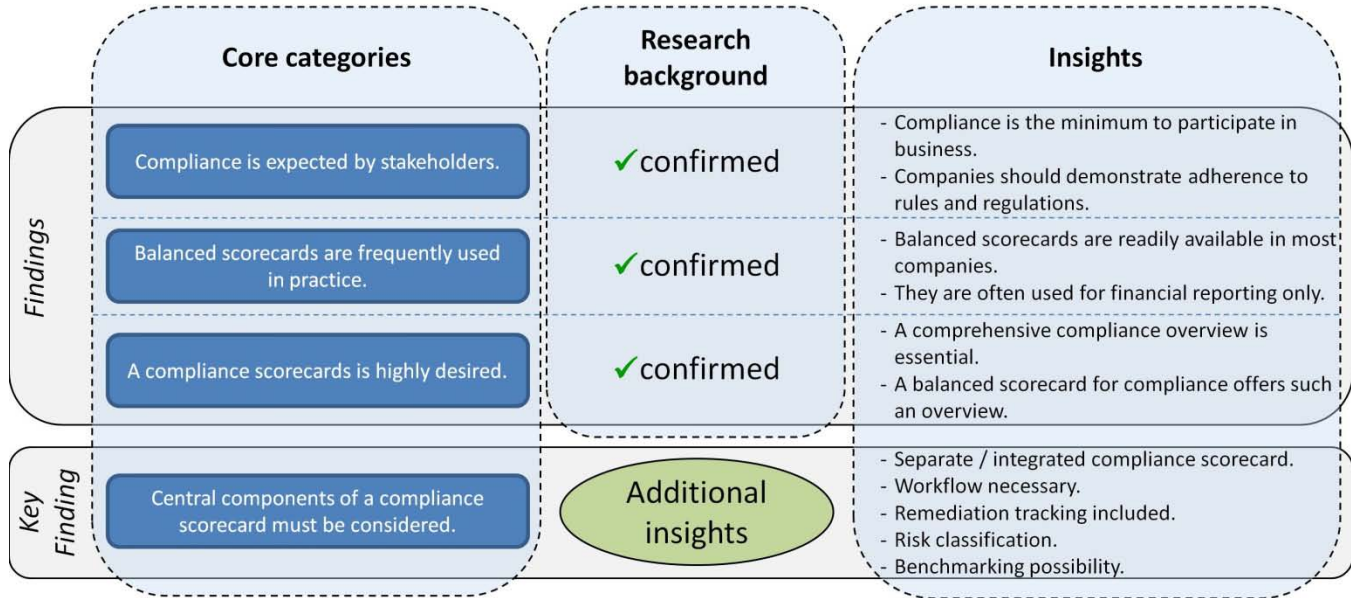 Core categories
Research
background
Insights
Findings
Compliance is expected by stakeholders.
✓confirmed
- Compliance is the minimum to participate in
business.
- Companies should demonstrate adherence to
rules and regulations.
Balanced scorecards are frequently used
in practice.
✓confirmed
- Balanced scorecards are readily available in most
companies.
- They are often used for financial reporting only.
A compliance scorecards is highly desired.
✓confirmed
- A comprehensive compliance overview is
essential.
- A balanced scorecard for compliance offers such
an overview.
Key
Finding
Central components of a compliance
scorecard must be considered.
Additional
insights
- Separate / integrated compliance scorecard.
- Workflow necessary.
- Remediation tracking included.
- Risk classification.
- Benchmarking possibility.